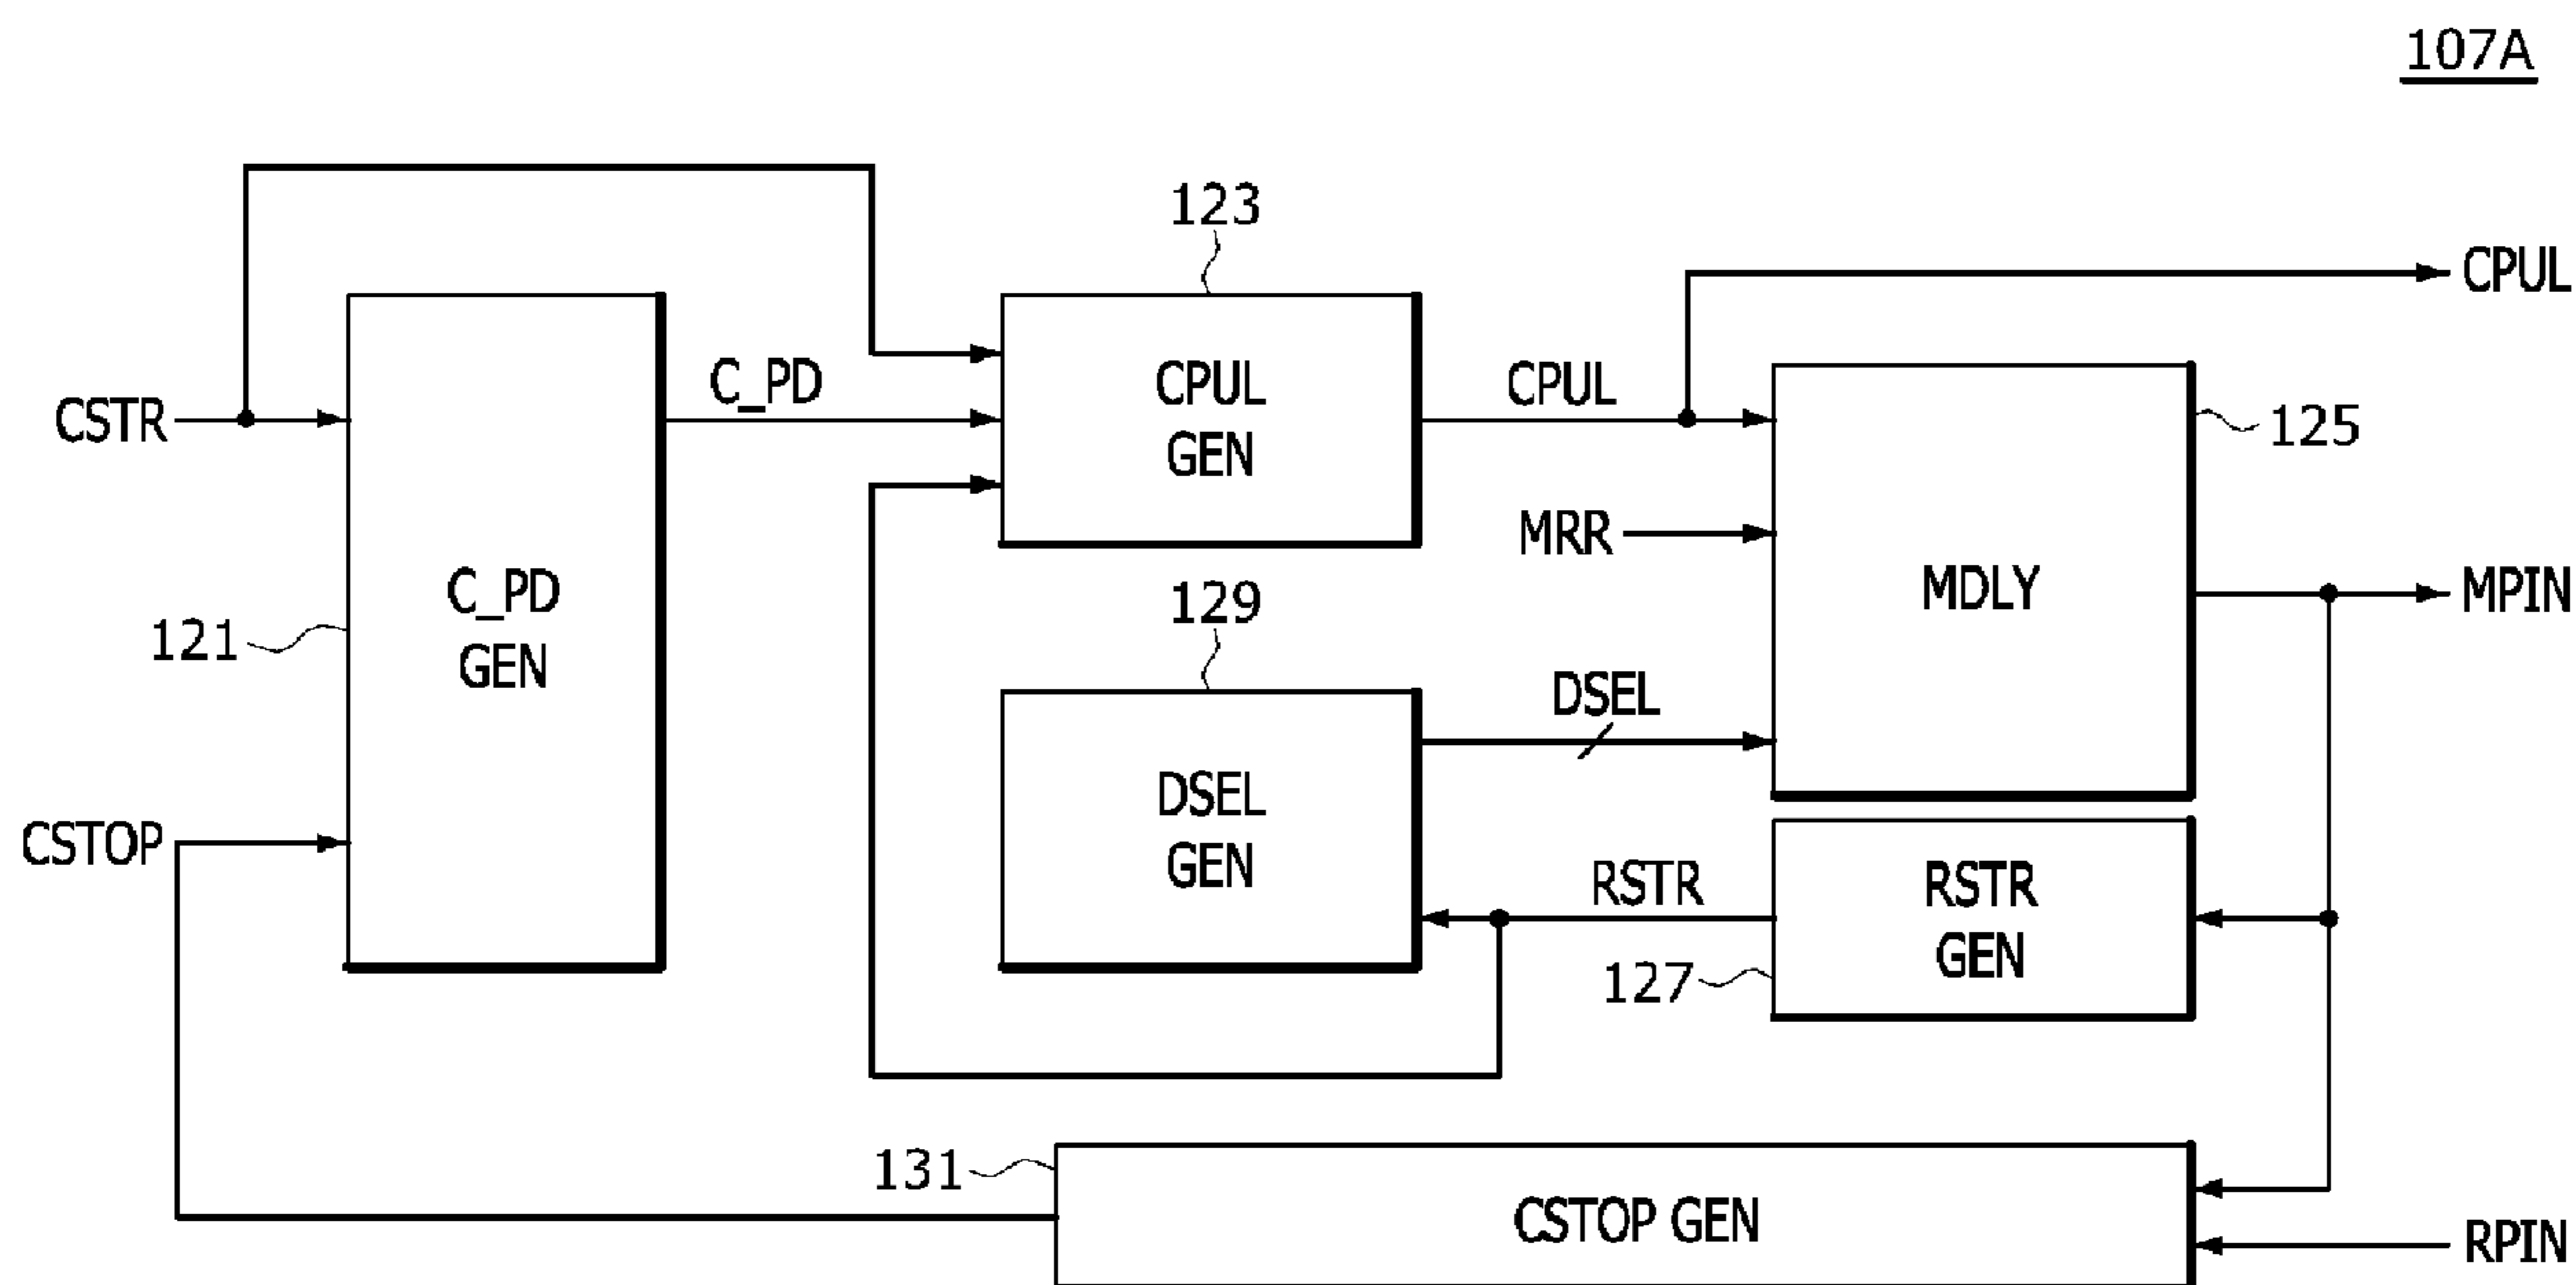 107A
123
CPUL
CSTR
C_PD
CPUL
GEN
CPUL
125
MRR
129
MDLY
MPIN
C_PD
GEN
121
DSEL
DSEL
GEN
CSTOP
RSTR
RSTR
GEN
127
131
CSTOP GEN
RPIN